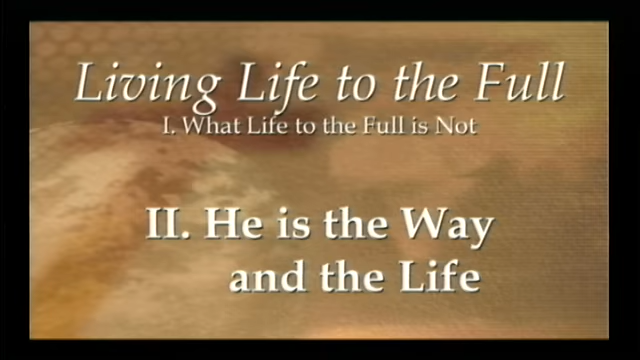 Living Life to the Full
I. What Life to the Full is Not
II. He is the Way
and the Life